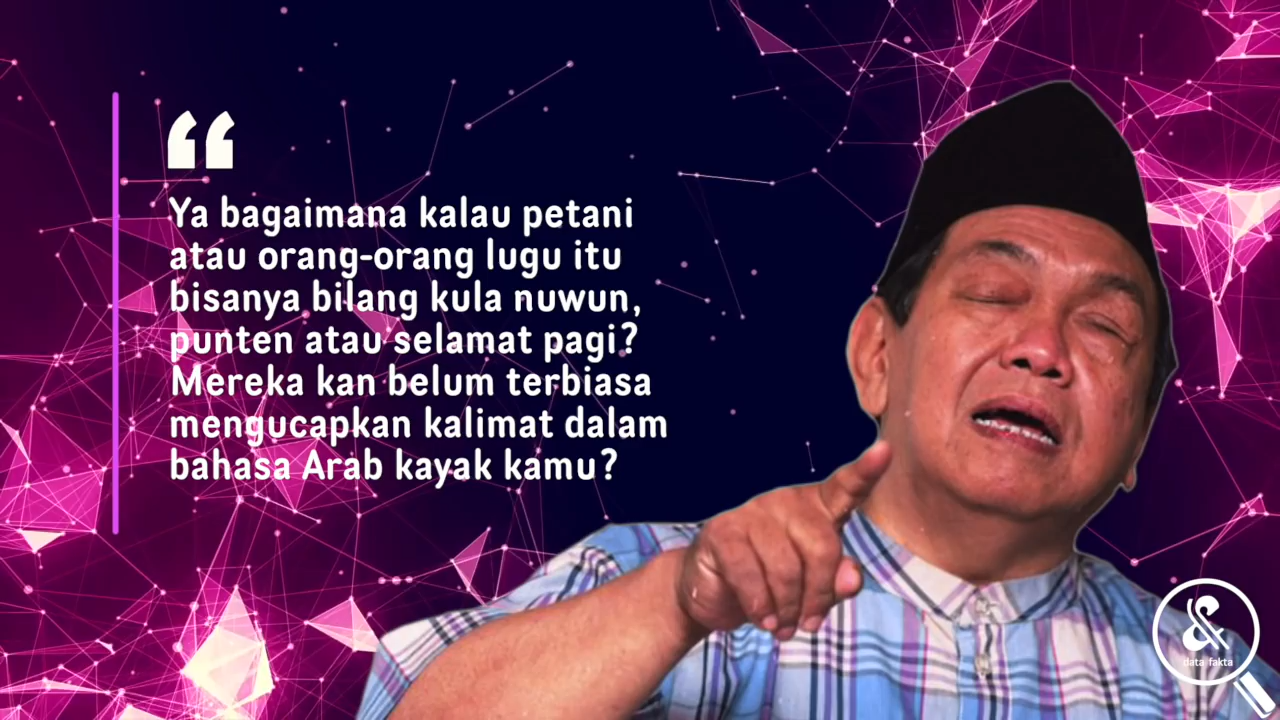 “
Ya bagaimana kalau petani
atau orang-orang lugu itu
bisanya bilang kula nuwun,
punten atau selamat pagi?
Mereka kan belum terbiasa
mengucapkan kalimat dalam
bahasa Arab kayak kamu?
&
data fakta